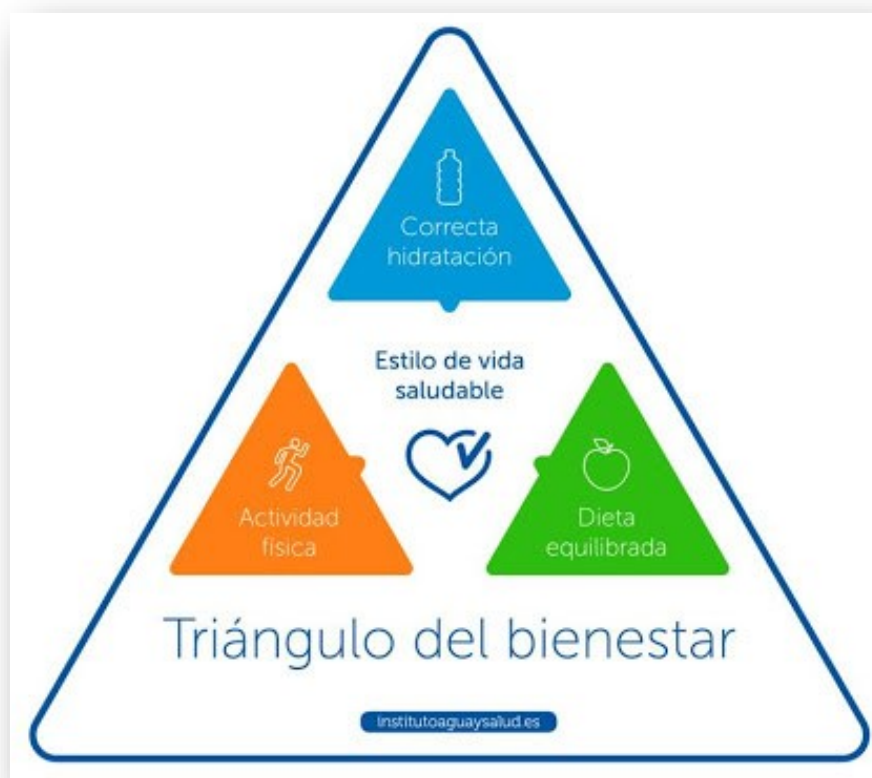 Correcta
hidratación
Estilo de vida
saludable
Actividad
física
Dieta
equilibrada
Triángulo del bienestar
institutoaguaysalud.es